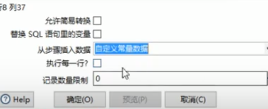 行B 列37
允许简易转换
替换 SQL 语句里的变量
从步骤插入数据 自定义常量数据
执行每一行?
记录数量限制 0
Help 确定(O) 预览(P) 取消(C)